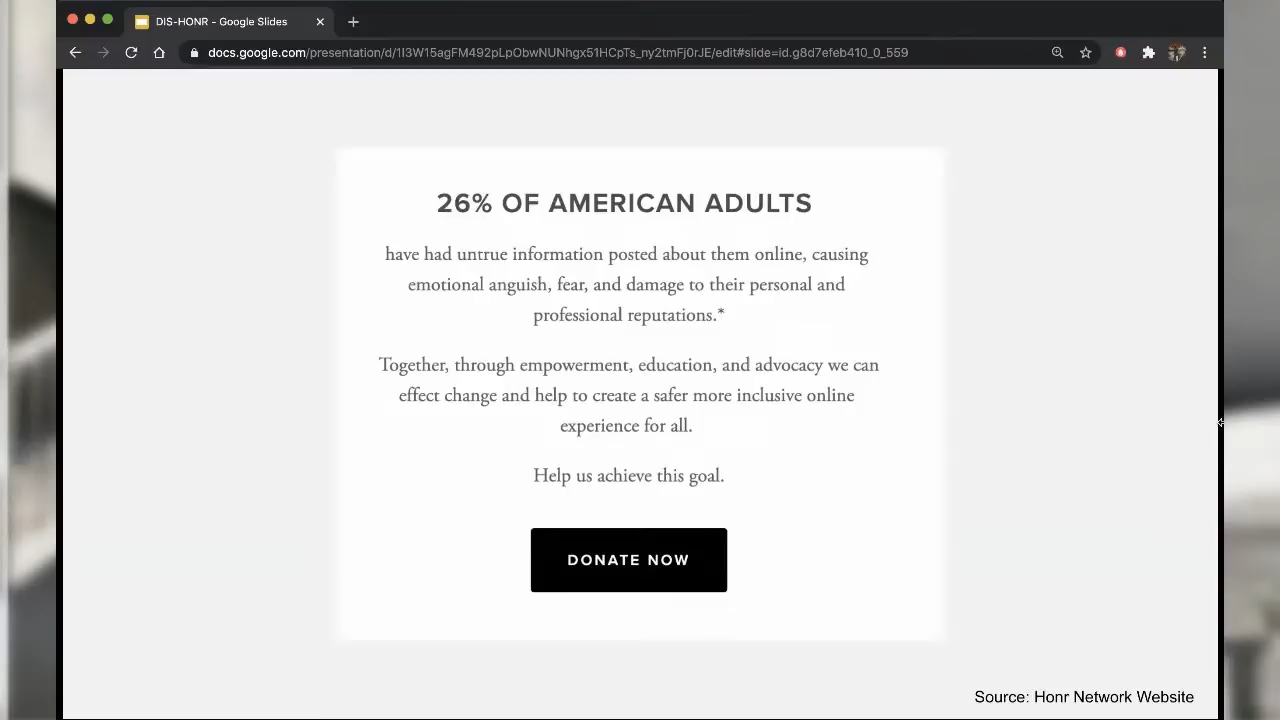 DIS-HONR - Google Slides
docs.google.com/presentation/d/1I3W15agFM492pLpObwNUNhgx51HCpTs_ny2tmFj0rJE/edit#slide=id.g8d7efeb410_0_559
26% OF AMERICAN ADULTS
have had untrue information posted about them online, causing
emotional anguish, fear, and damage to their personal and
professional reputations.*
Together, through empowerment, education, and advocacy we can
effect change and help to create a safer more inclusive online
experience for all.
Help us achieve this goal.
DONATE NOW
Source: Honr Network Website